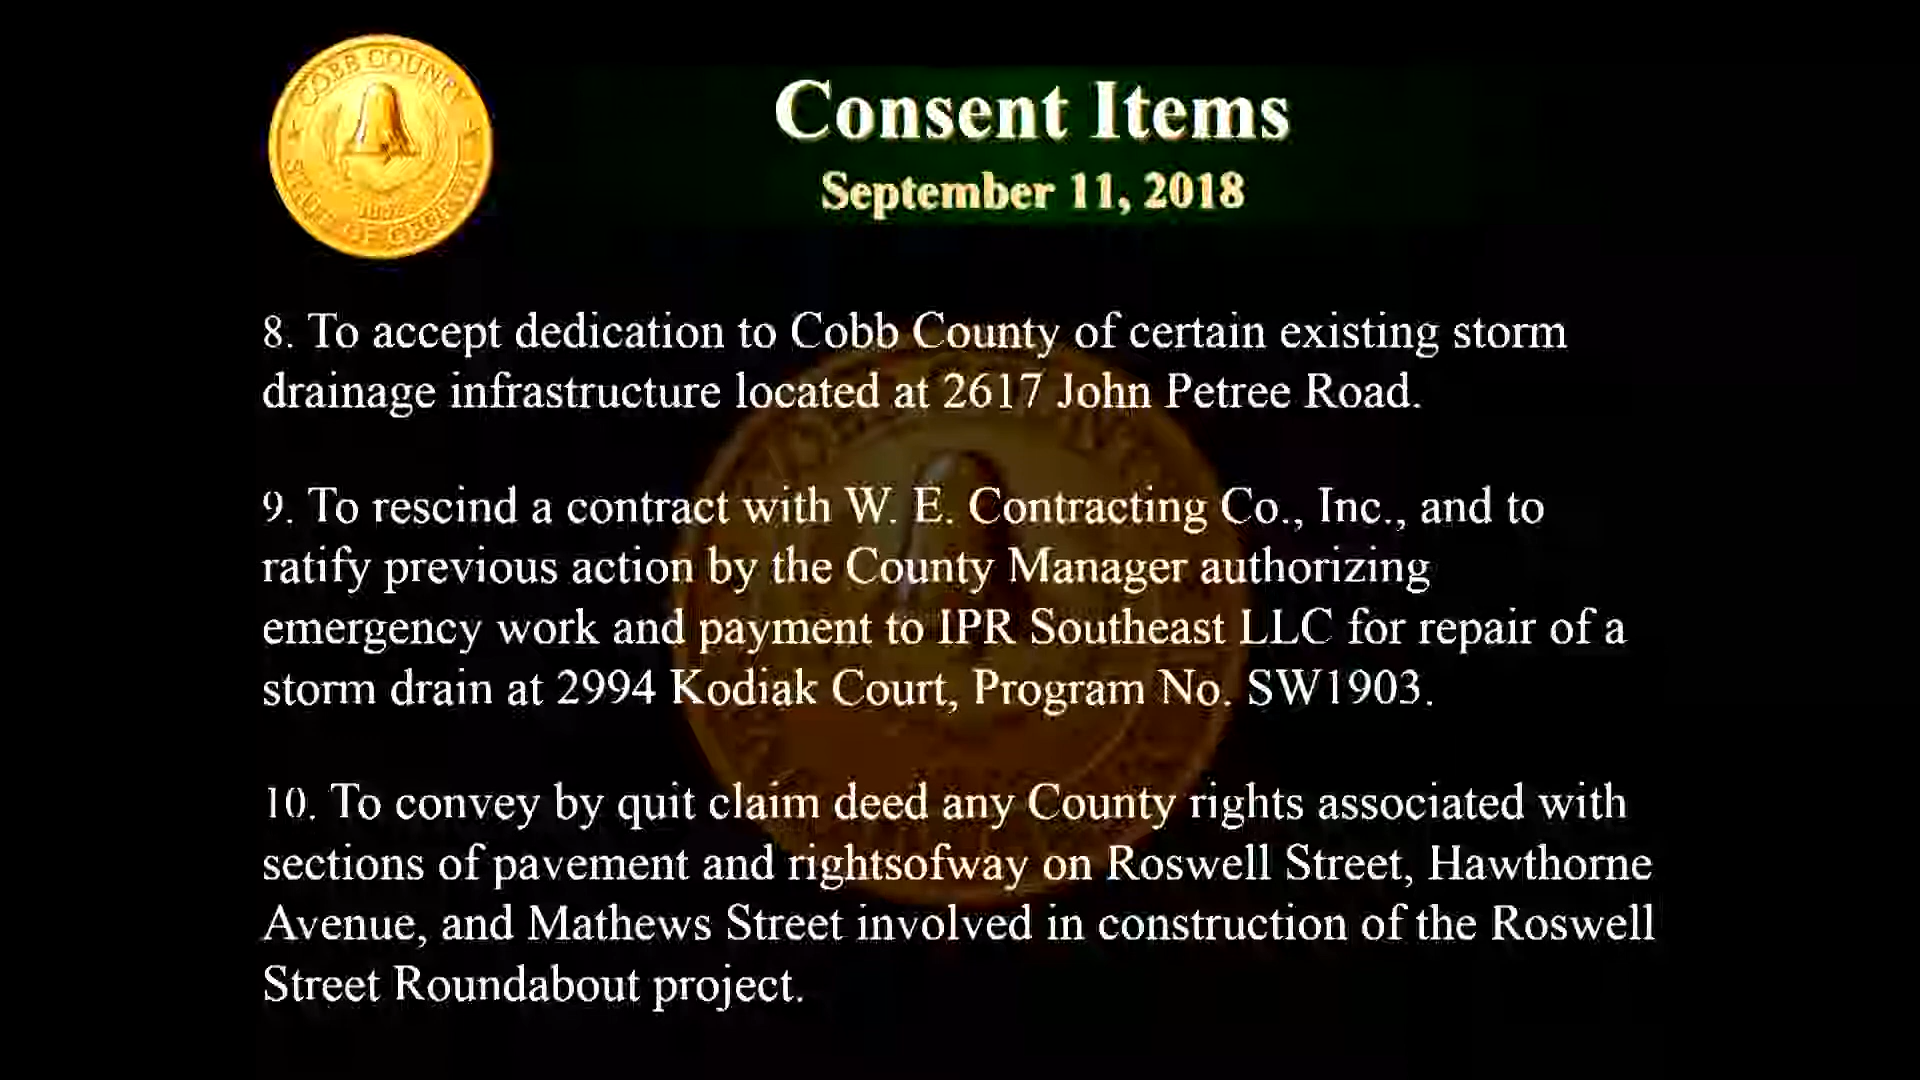 COBB COUNTY
STATE OF GEORGIA
Consent Items
September 11, 2018
8. To accept dedication to Cobb County of certain existing storm
drainage infrastructure located at 2617 John Petree Road.
9. To rescind a contract with W. E. Contracting Co., Inc., and to
ratify previous action by the County Manager authorizing
emergency work and payment to IPR Southeast LLC for repair of a
storm drain at 2994 Kodiak Court, Program No. SW1903.
10. To convey by quit claim deed any County rights associated with
sections of pavement and rightsofway on Roswell Street, Hawthorne
Avenue, and Mathews Street involved in construction of the Roswell
Street Roundabout project.